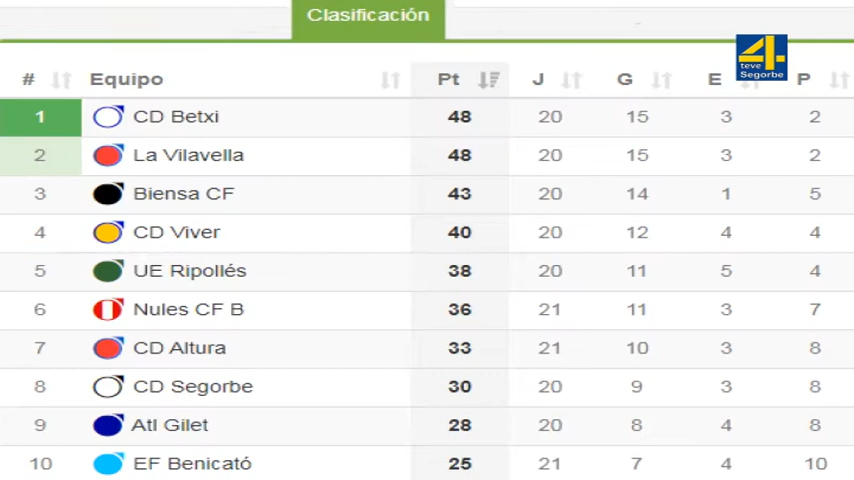 Clasificación
4
teve
Segorbe
# Equipo Pt J G E P
1 CD Betxi 48 20 15 3 2
2 La Vilavella 48 20 15 3 2
3 Biensa CF 43 20 14 1 5
4 CD Viver 40 20 12 4 4
5 UE Ripollés 38 20 11 5 4
6 Nules CF B 36 21 11 3 7
7 CD Altura 33 21 10 3 8
8 CD Segorbe 30 20 9 3 8
9 Atl Gilet 28 20 8 4 8
10 EF Benicató 25 21 7 4 10